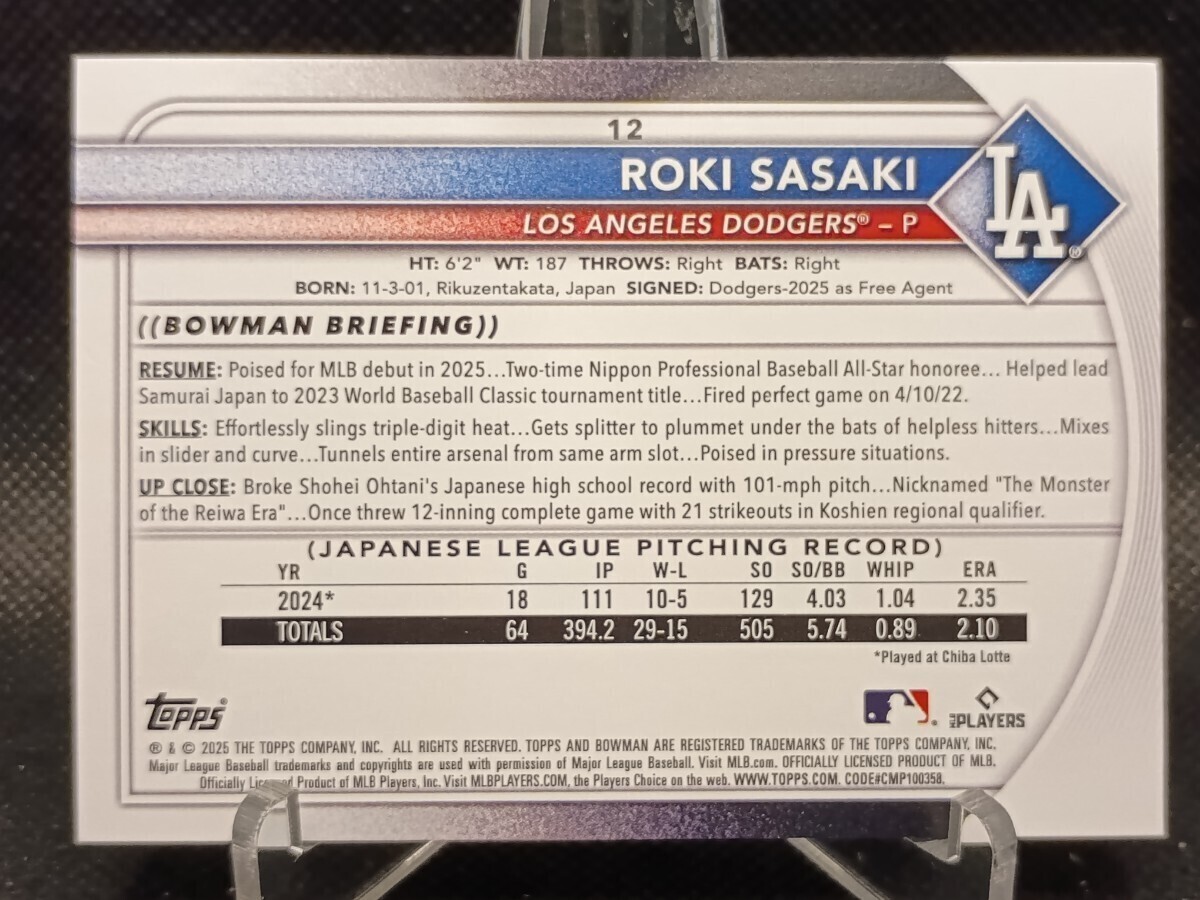 12
ROKI SASAKI
LA®
LOS ANGELES DODGERS® – P
HT: 6'2" WT: 187 THROWS: Right BATS: Right
BORN: 11-3-01, Rikuzentakata, Japan SIGNED: Dodgers-2025 as Free Agent
((BOWMAN BRIEFING))
RESUME: Poised for MLB debut in 2025...Two-time Nippon Professional Baseball All-Star honoree... Helped lead
Samurai Japan to 2023 World Baseball Classic tournament title...Fired perfect game on 4/10/22.
SKILLS: Effortlessly slings triple-digit heat...Gets splitter to plummet under the bats of helpless hitters...Mixes
in slider and curve...Tunnels entire arsenal from same arm slot...Poised in pressure situations.
UP CLOSE: Broke Shohei Ohtani's Japanese high school record with 101-mph pitch...Nicknamed "The Monster
of the Reiwa Era"...Once threw 12-inning complete game with 21 strikeouts in Koshien regional qualifier.
(JAPANESE LEAGUE PITCHING RECORD)
YR G IP W-L SO SO/BB WHIP ERA
2024* 18 111 10-5 129 4.03 1.04 2.35
TOTALS 64 394.2 29-15 505 5.74 0.89 2.10
*Played at Chiba Lotte
Topps®
MLB PLAYERS
® & © 2025 THE TOPPS COMPANY, INC. ALL RIGHTS RESERVED. TOPPS AND BOWMAN ARE REGISTERED TRADEMARKS OF THE TOPPS COMPANY, INC.
Major League Baseball trademarks and copyrights are used with permission of Major League Baseball. Visit MLB.com. OFFICIALLY LICENSED PRODUCT OF MLB.
Officially Licensed Product of MLB Players, Inc. Visit MLBPLAYERS.COM, the Players Choice on the web. WWW.TOPPS.COM. CODE#CMP100358.